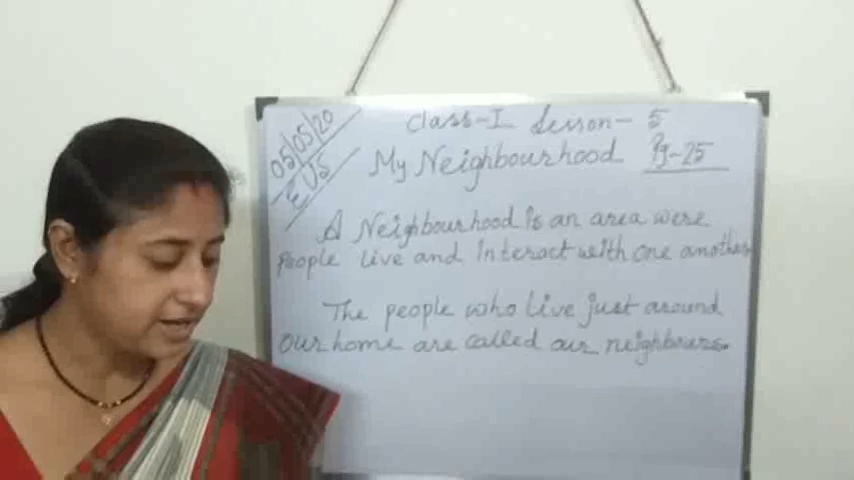 05/05/20
EVS
Class-I Lesson- 5
My Neighbourhood Pg-25
A Neighbourhood is an area were
People live and interact with one another
The people who live just around
our home are called our neighbours.